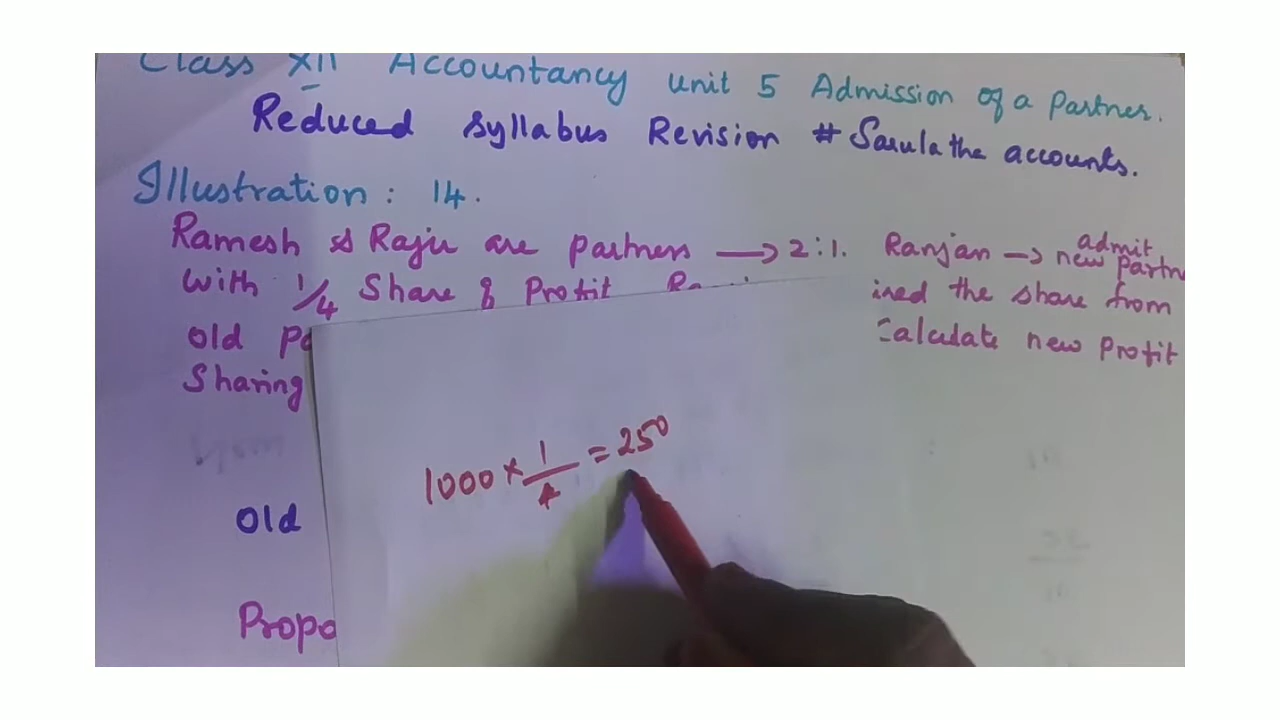 Class XII Accountancy unit 5 Admission of a Partner.
Reduced syllabus Revision # Sarula the accounts.
Illustration : 14.
Ramesh & Raju are partners → 2:1. Ranjan → admit new partne
with 1/4 Share of Profit. the share from
old
Sharing Calculate new Profit
1000 × 1/4 = 250
Old
Propo